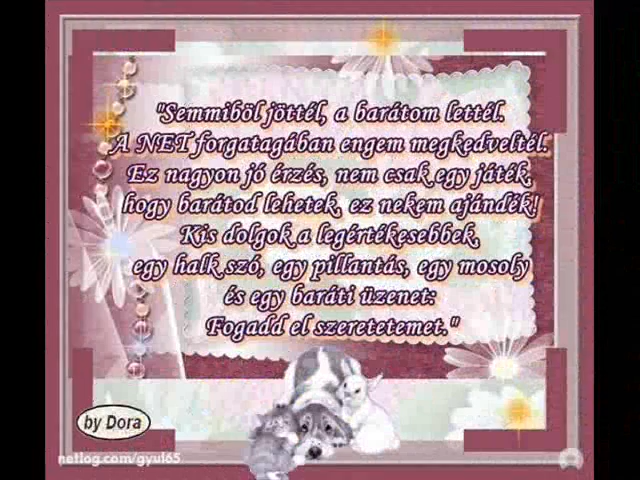 "Semmiböl jöttél, a barátom lettél.
A NET forgatagában engem megkedveltél.
Ez nagyon jó érzés, nem csak egy játék,
hogy barátod lehetek, ez nekem ajándék!
Kis dolgok a legértékesebbek,
egy halk szó, egy pillantás, egy mosoly
és egy baráti üzenet:
Fogadd el szeretetemet."
by Dora
netlog.com/gyul65